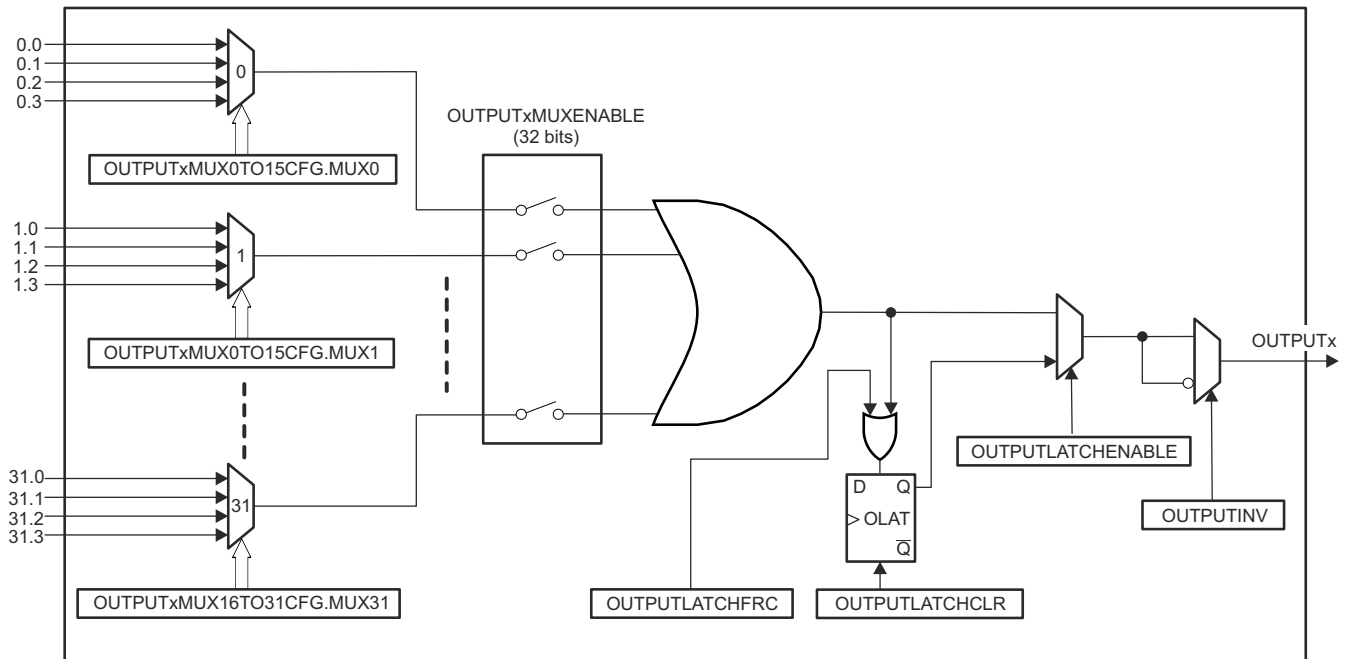 0.0
0.1
0.2
0.3
0
OUTPUTxMUX0TO15CFG.MUX0
OUTPUTxMUXENABLE
(32 bits)
1.0
1.1
1.2
1.3
1
OUTPUTxMUX0TO15CFG.MUX1
31.0
31.1
31.2
31.3
31
OUTPUTxMUX16TO31CFG.MUX31
D Q
OLAT
Q̅
OUTPUTLATCHFRC
OUTPUTLATCHCLR
OUTPUTLATCHENABLE
OUTPUTINV
OUTPUTx